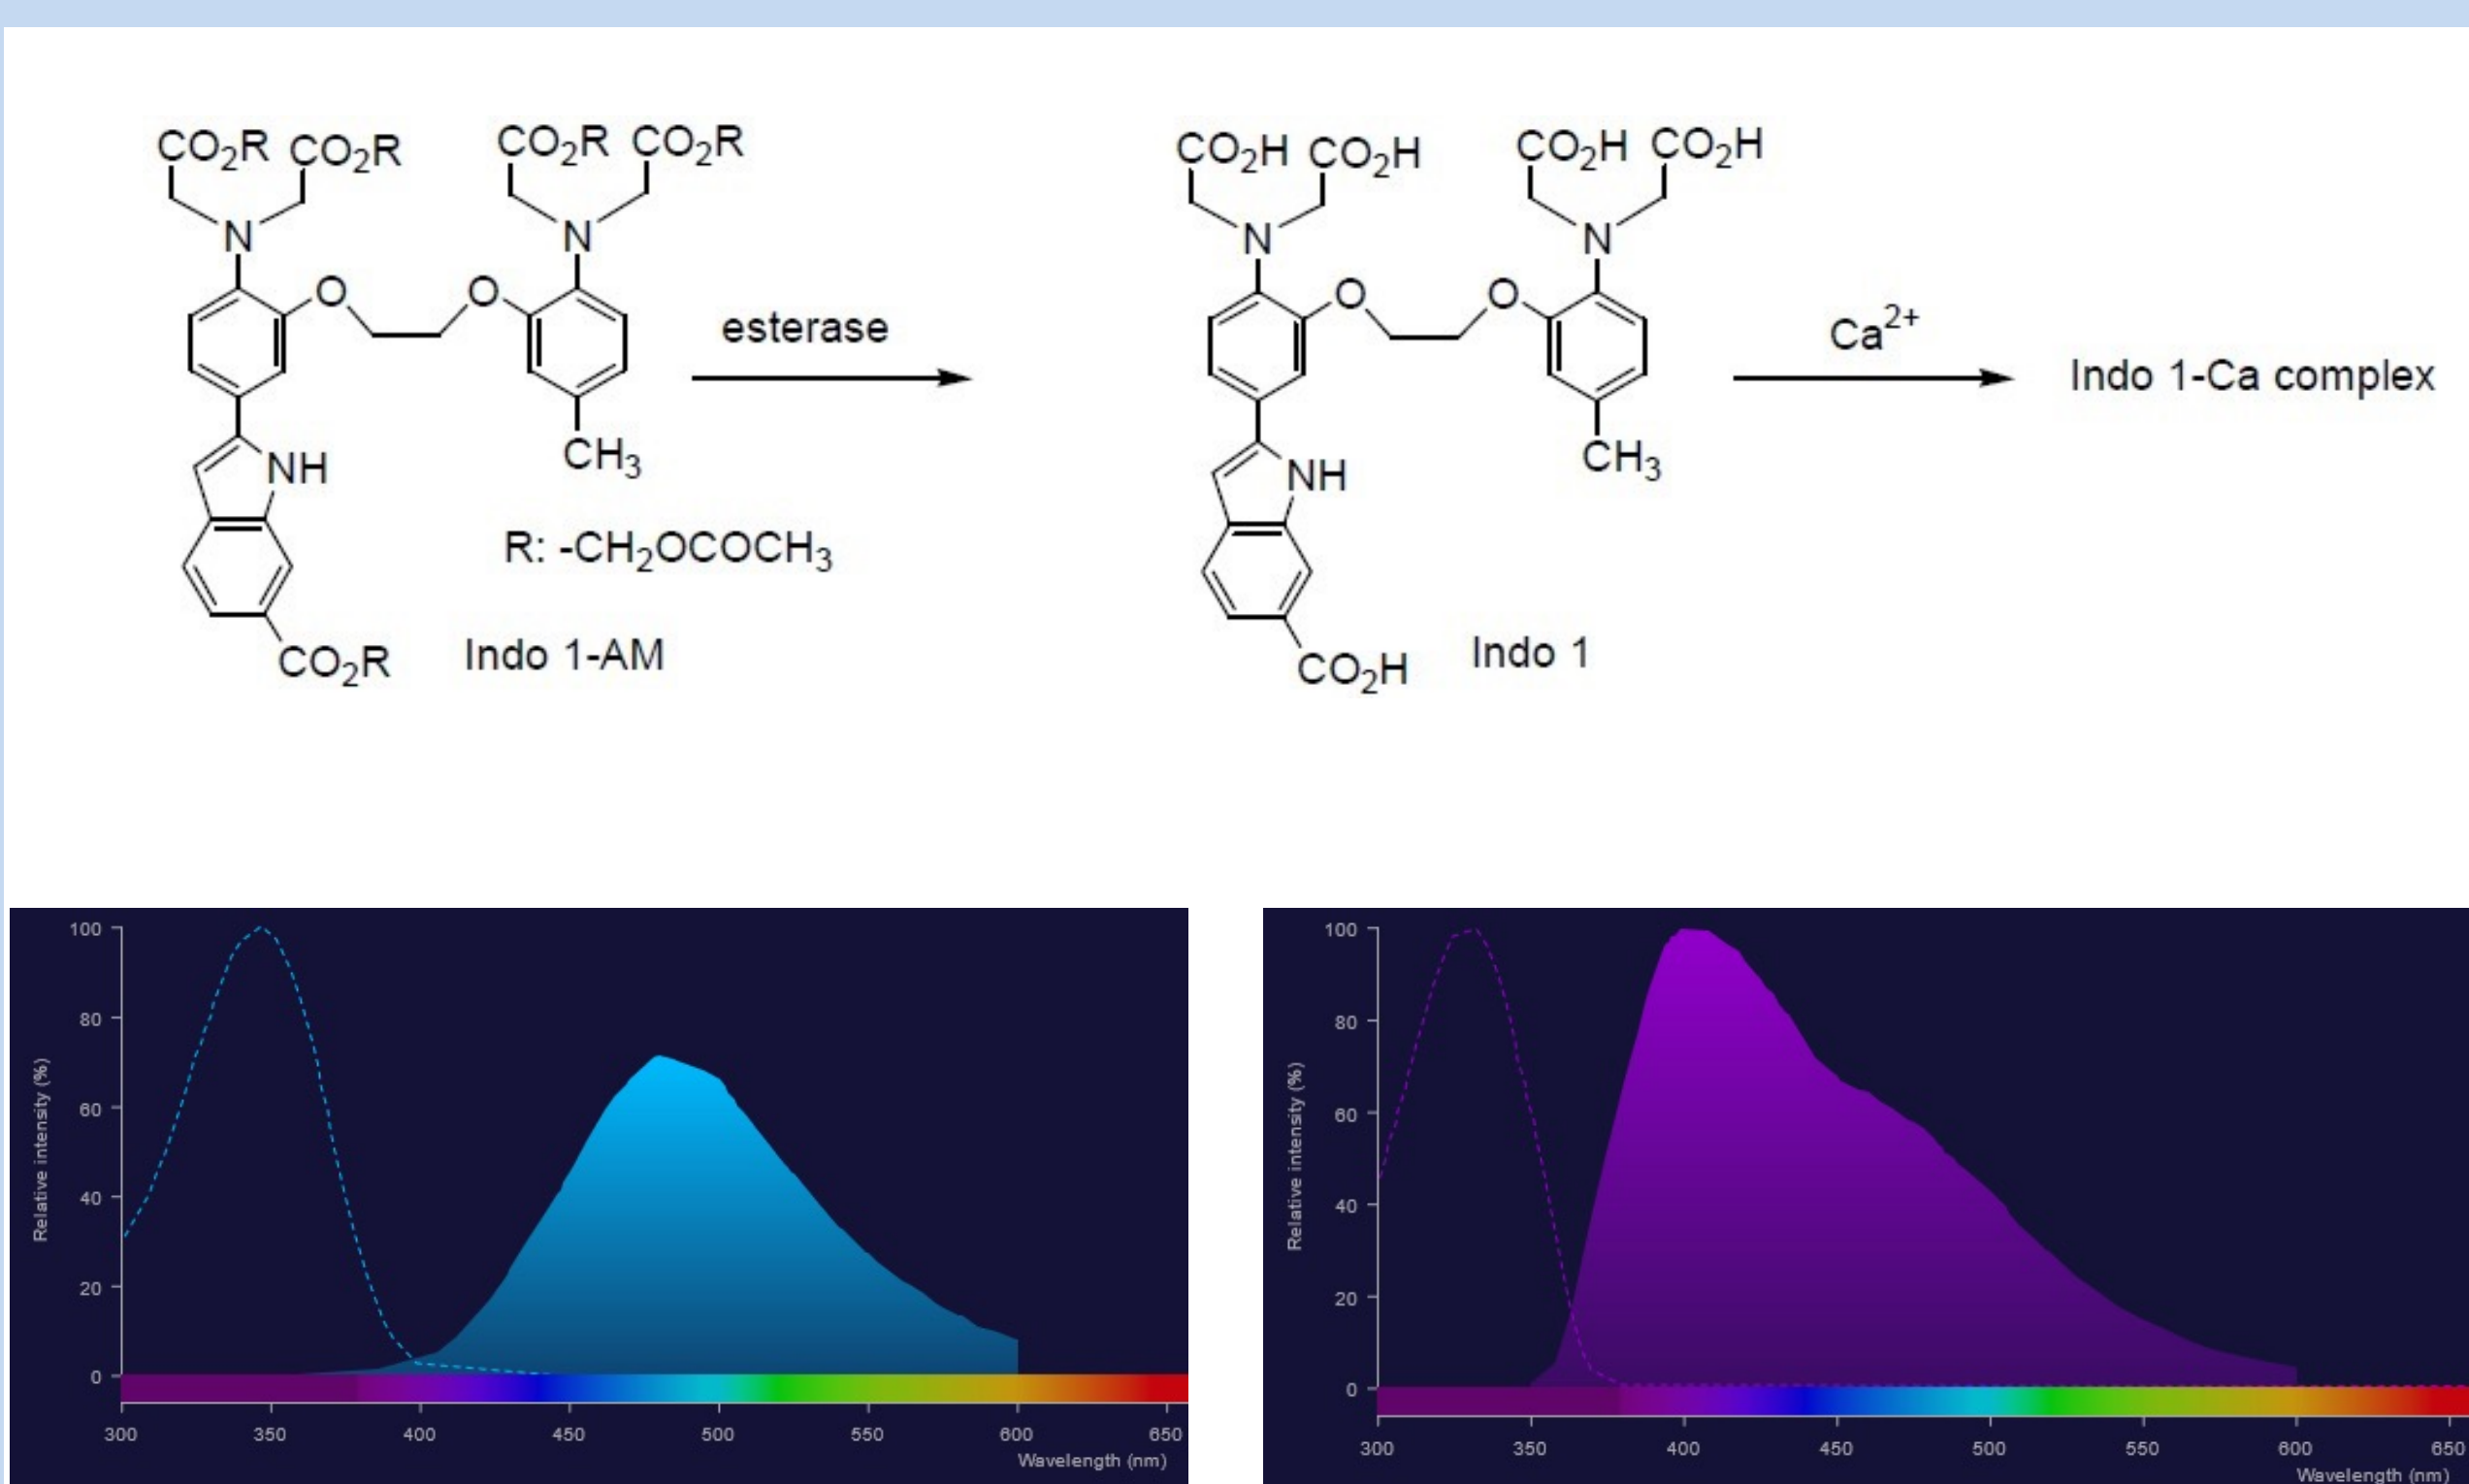 CO₂R CO₂R CO₂R CO₂R
N N
O O
NH
CH₃
R: -CH₂OCOCH₃
CO₂R
Indo 1-AM
esterase
CO₂H CO₂H CO₂H CO₂H
N N
O O
NH
CH₃
CO₂H
Indo 1
Ca²⁺
Indo 1-Ca complex
Relative intensity (%)
100
80
60
40
20
0
300 350 400 450 500 550 600 650
Wavelength (nm)
Relative intensity (%)
100
80
60
40
20
0
300 350 400 450 500 550 600 650
Wavelength (nm)